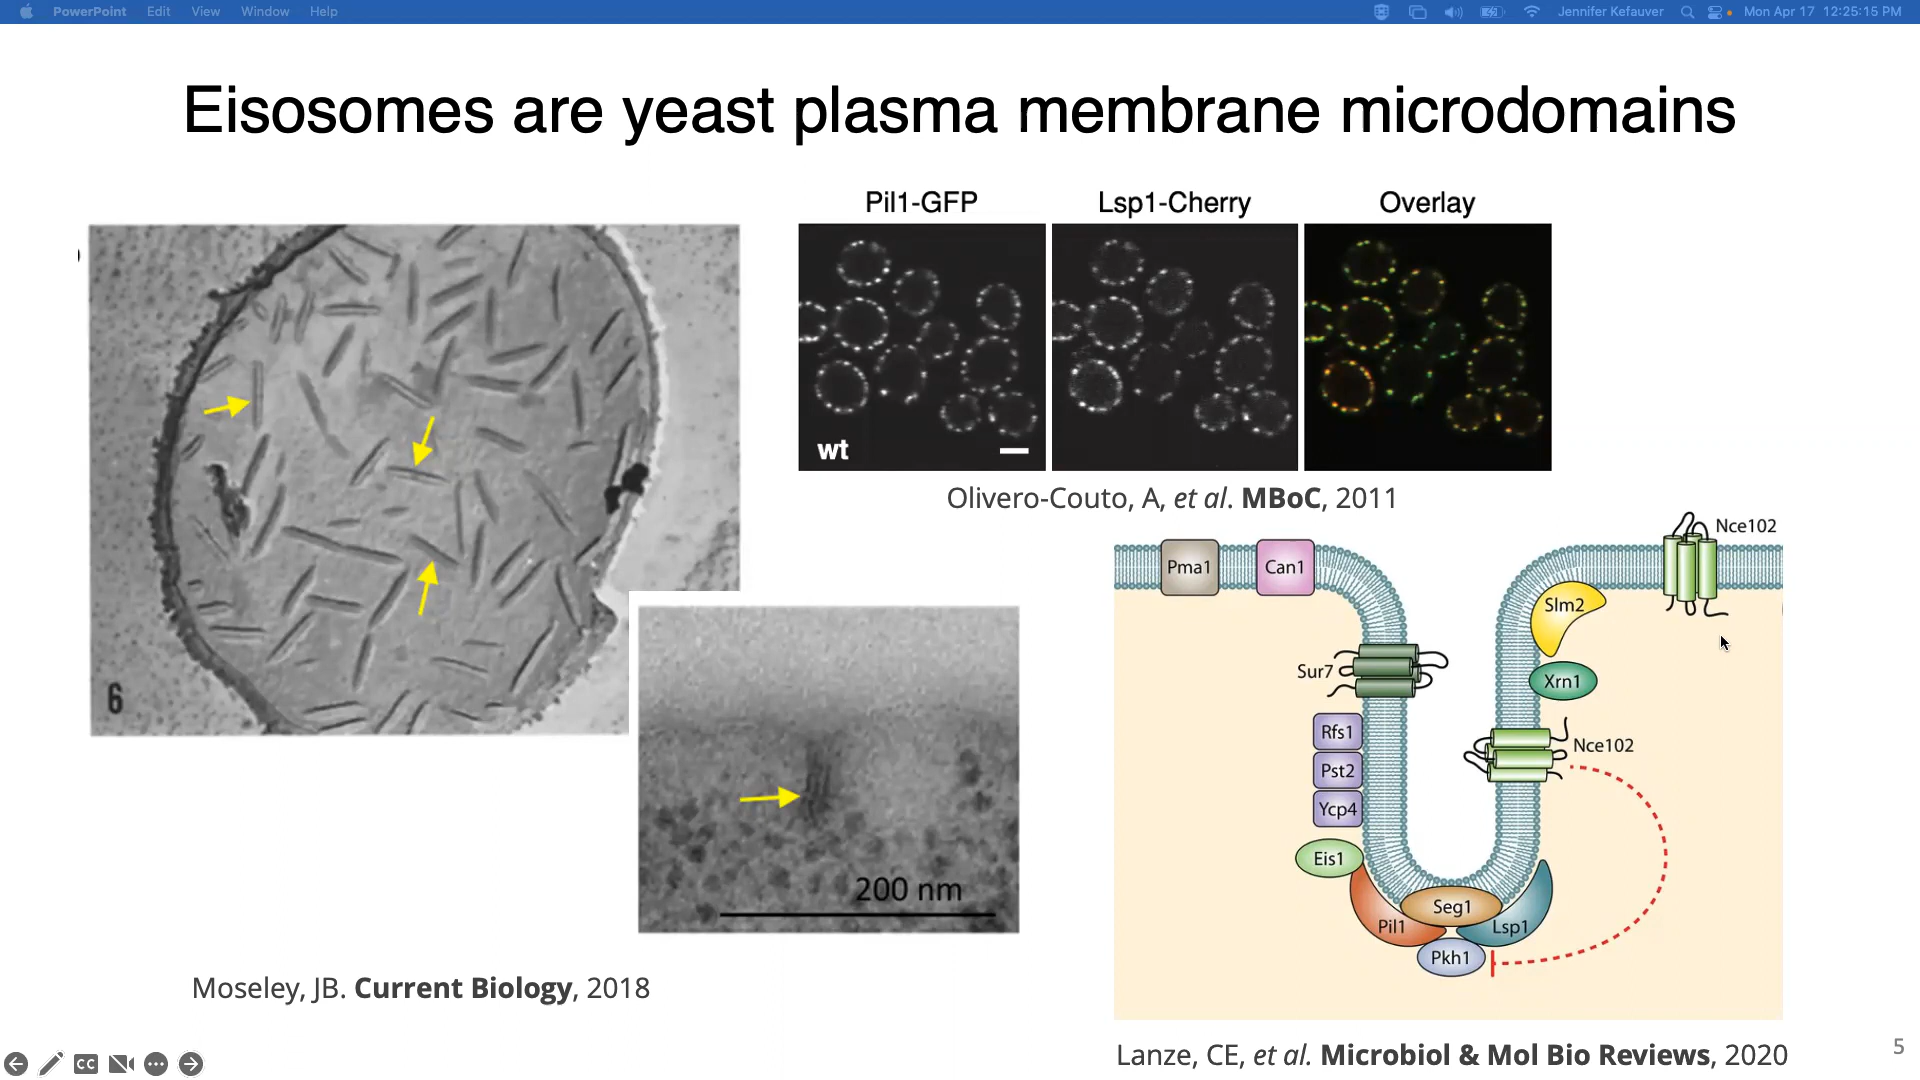 PowerPoint Edit View Window Help Jennifer Kefauver Mon Apr 17 12:25:15 PM
Eisosomes are yeast plasma membrane microdomains
Pil1-GFP Lsp1-Cherry Overlay
wt
Olivero-Couto, A, et al. MBoC, 2011
6
200 nm
Moseley, JB. Current Biology, 2018
Nce102
Pma1 Can1
Slm2
Sur7
Xrn1
Rfs1
Nce102
Pst2
Ycp4
Eis1
Seg1
Pil1 Lsp1
Pkh1
Lanze, CE, et al. Microbiol & Mol Bio Reviews, 2020
5
CC